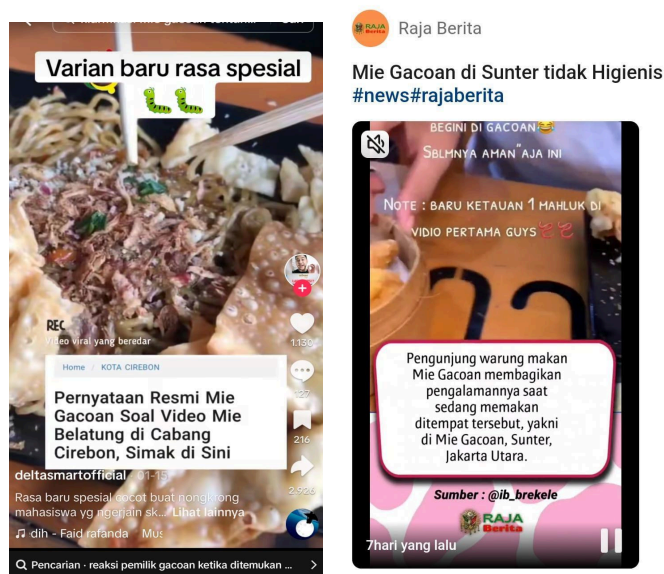 Varian baru rasa spesial
REC
Video viral yang beredar
Home / KOTA CIREBON
Pernyataan Resmi Mie
Gacoan Soal Video Mie
Belatung di Cabang
Cirebon, Simak di Sini
1.130
127
216
2.926
deltasmartofficial 01-15
Rasa baru spesial cocot buat nongkrong
mahasiswa yg ngerjain sk... Lihat lainnya
dih - Faid rafanda Mus
Pencarian · reaksi pemilik gacoan ketika ditemukan ...
RAJA
Berita
Raja Berita
Mie Gacoan di Sunter tidak Higienis
#news#rajaberita
BEGINI DI GACOAN
SBLMNYA AMAN"AJA INI
NOTE : BARU KETAUAN 1 MAHLUK DI
VIDIO PERTAMA GUYS
Pengunjung warung makan
Mie Gacoan membagikan
pengalamannya saat
sedang memakan
ditempat tersebut, yakni
di Mie Gacoan, Sunter,
Jakarta Utara.
Sumber : @ib_brekele
RAJA
Berita
7hari yang lalu